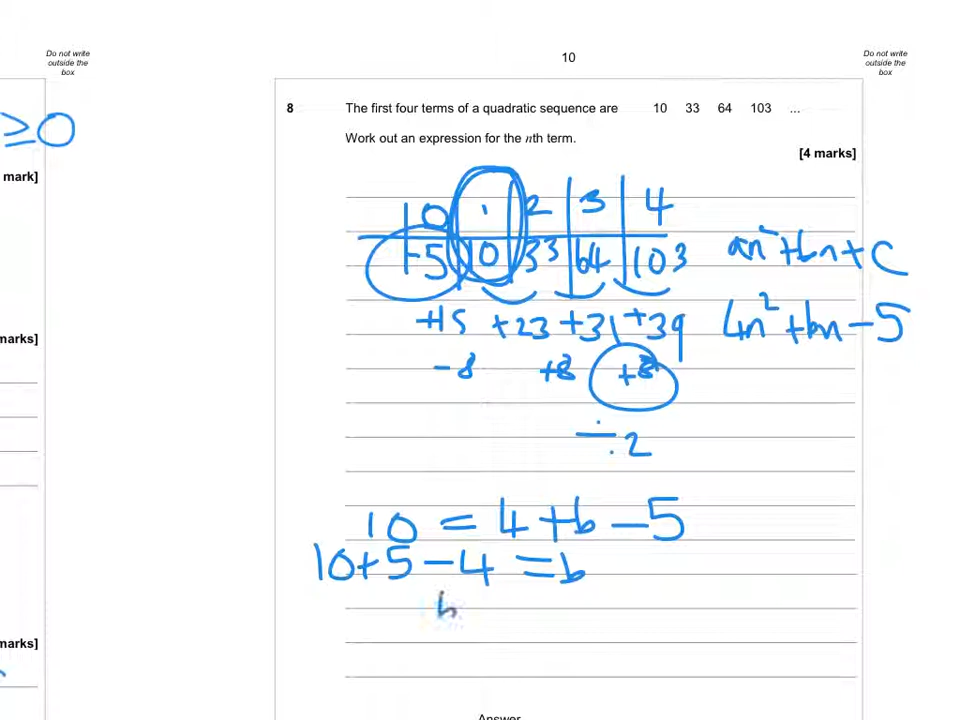 Do not write
outside the
box
10
Do not write
outside the
box
≥0
8 The first four terms of a quadratic sequence are 10 33 64 103 ...
mark] Work out an expression for the nth term.
[4 marks]
10 1 2 3 4
-5 10 33 64 103 an²+bn+c
+15 +23 +31 +39 4n²+bn-5
marks]
-8 +8 +8
÷2
10 = 4+b-5
10+5-4 = b
b
marks]
Answer